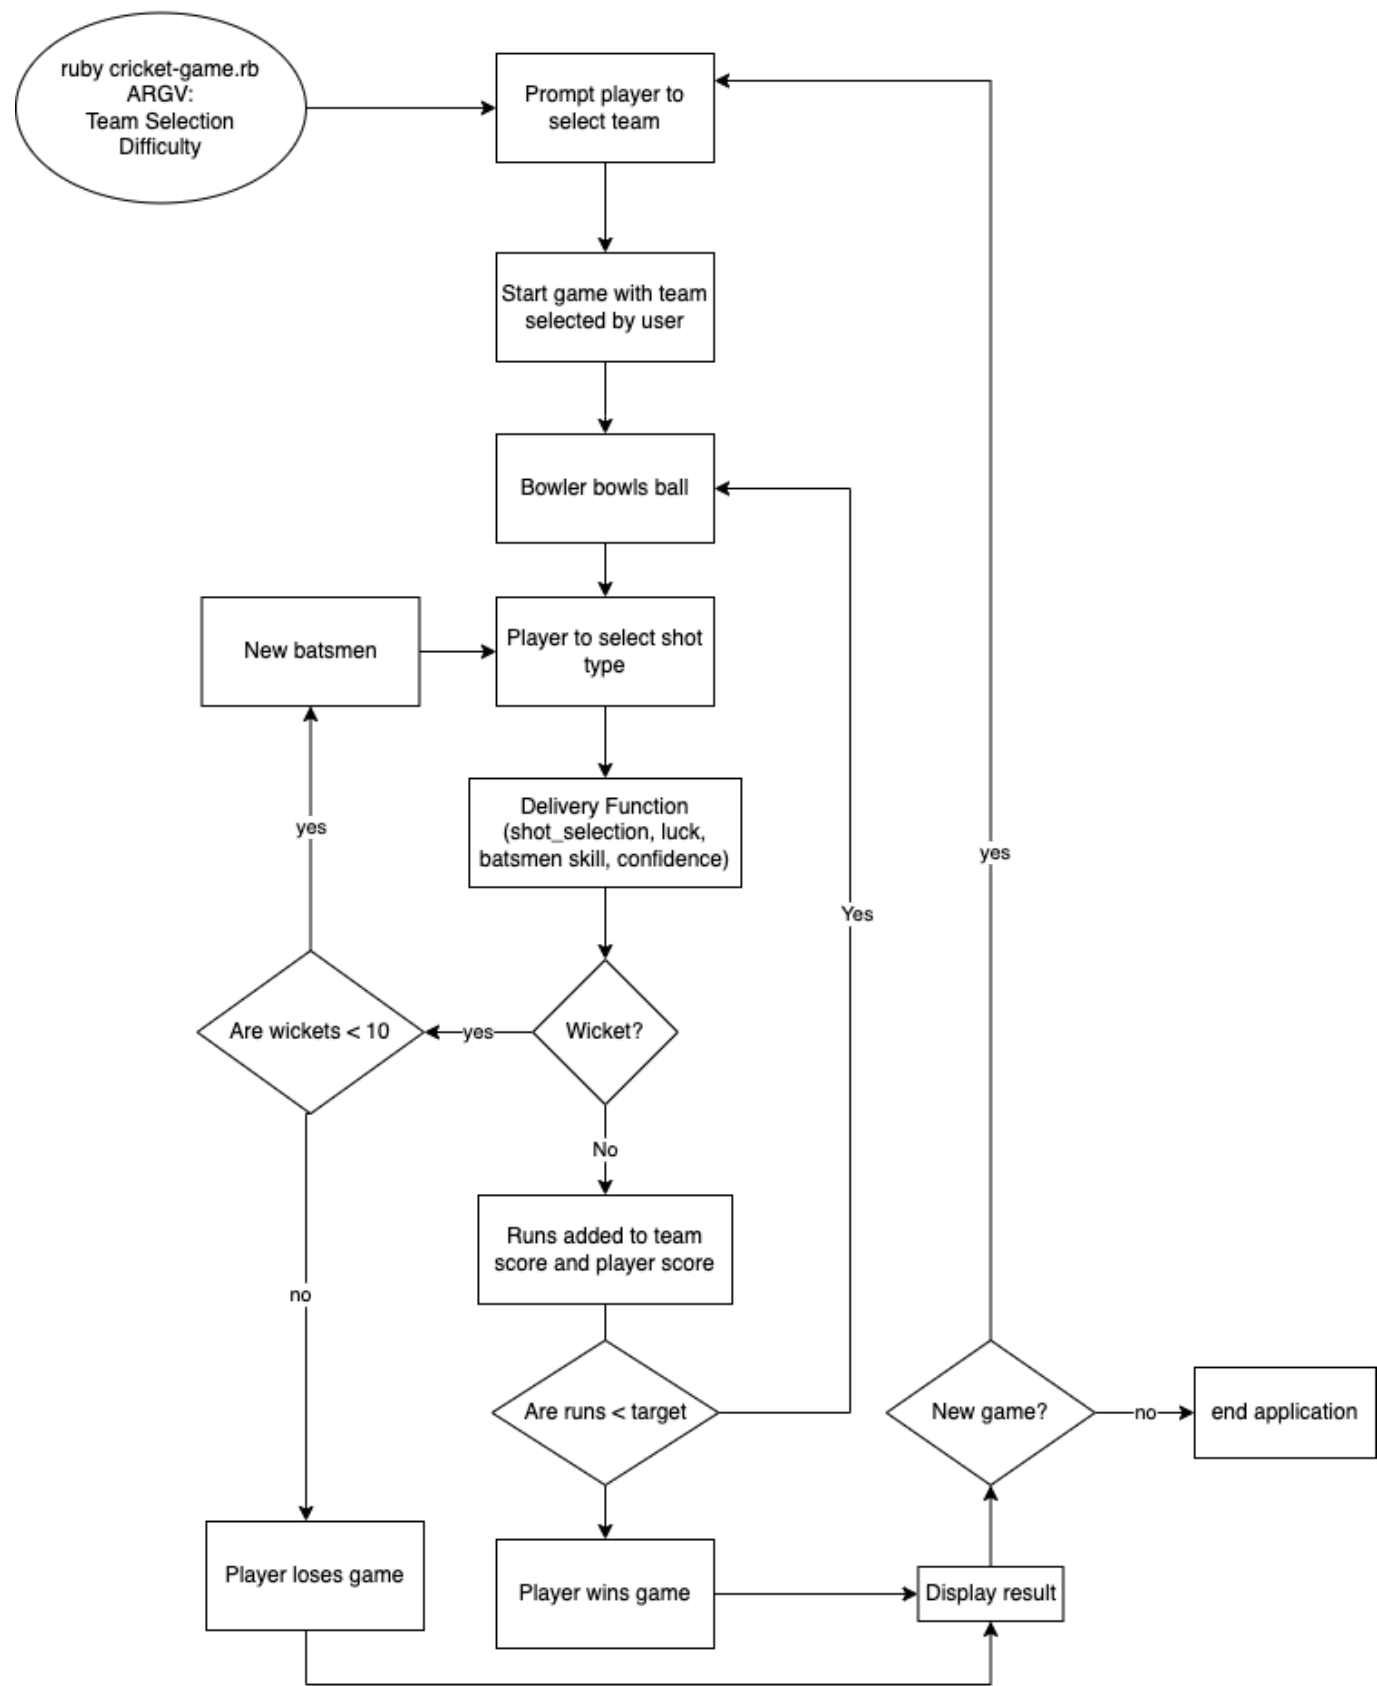 ruby cricket-game.rb
ARGV:
Team Selection
Difficulty
Prompt player to
select team
Start game with team
selected by user
Bowler bowls ball
New batsmen
Player to select shot
type
Delivery Function
(shot_selection, luck,
batsmen skill, confidence)
yes
yes
Yes
Are wickets < 10
yes
Wicket?
No
Runs added to team
score and player score
no
Are runs < target
New game?
no
end application
Player loses game
Player wins game
Display result